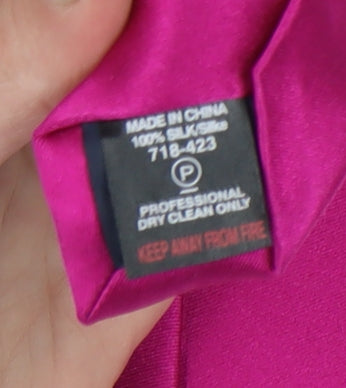 MADE IN CHINA
100% SILK/Silke
718-423
P
PROFESSIONAL
DRY CLEAN ONLY
KEEP AWAY FROM FIRE